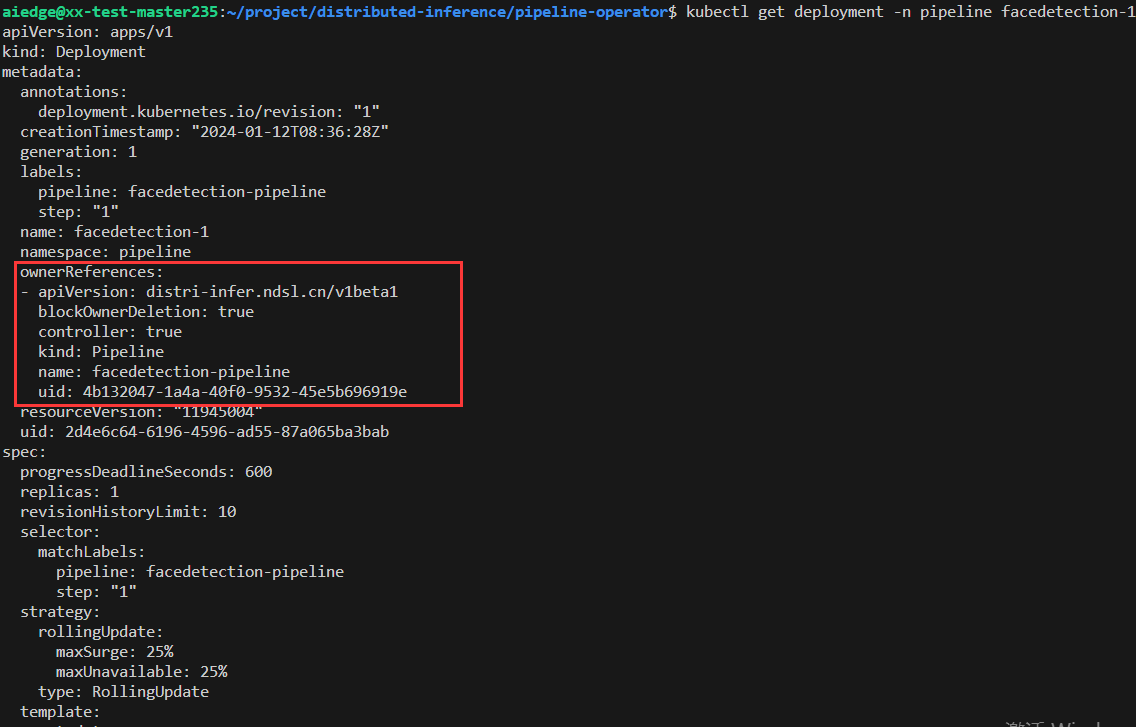 aiedge@xx-test-master235:~/project/distributed-inference/pipeline-operator$ kubectl get deployment -n pipeline facedetection-1
apiVersion: apps/v1
kind: Deployment
metadata:
  annotations:
    deployment.kubernetes.io/revision: "1"
  creationTimestamp: "2024-01-12T08:36:28Z"
  generation: 1
  labels:
    pipeline: facedetection-pipeline
    step: "1"
  name: facedetection-1
  namespace: pipeline
  ownerReferences:
  - apiVersion: distri-infer.ndsl.cn/v1beta1
    blockOwnerDeletion: true
    controller: true
    kind: Pipeline
    name: facedetection-pipeline
    uid: 4b132047-1a4a-40f0-9532-45e5b696919e
  resourceVersion: "11945004"
  uid: 2d4e6c64-6196-4596-ad55-87a065ba3bab
spec:
  progressDeadlineSeconds: 600
  replicas: 1
  revisionHistoryLimit: 10
  selector:
    matchLabels:
      pipeline: facedetection-pipeline
      step: "1"
  strategy:
    rollingUpdate:
      maxSurge: 25%
      maxUnavailable: 25%
    type: RollingUpdate
  template: